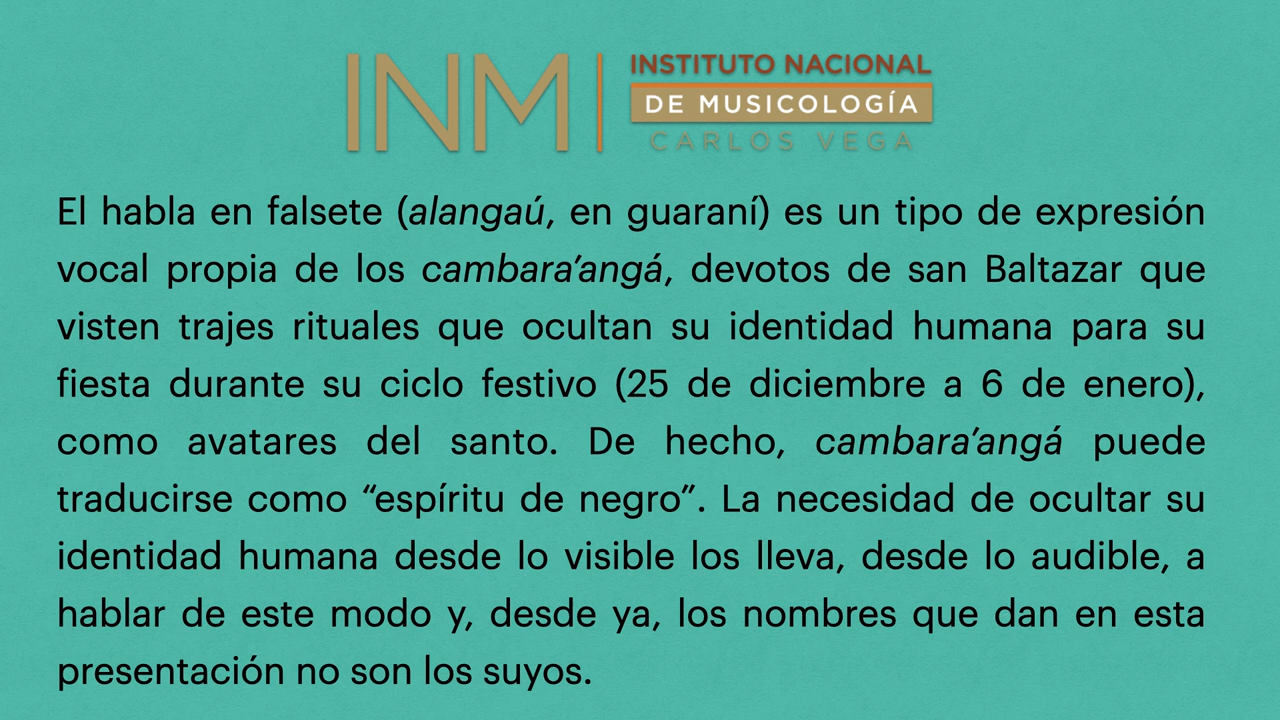 INM
INSTITUTO NACIONAL
DE MUSICOLOGÍA
CARLOS VEGA
El habla en falsete (alangaú, en guaraní) es un tipo de expresión
vocal propia de los cambara’angá, devotos de san Baltazar que
visten trajes rituales que ocultan su identidad humana para su
fiesta durante su ciclo festivo (25 de diciembre a 6 de enero),
como avatares del santo. De hecho, cambara’angá puede
traducirse como “espíritu de negro”. La necesidad de ocultar su
identidad humana desde lo visible los lleva, desde lo audible, a
hablar de este modo y, desde ya, los nombres que dan en esta
presentación no son los suyos.